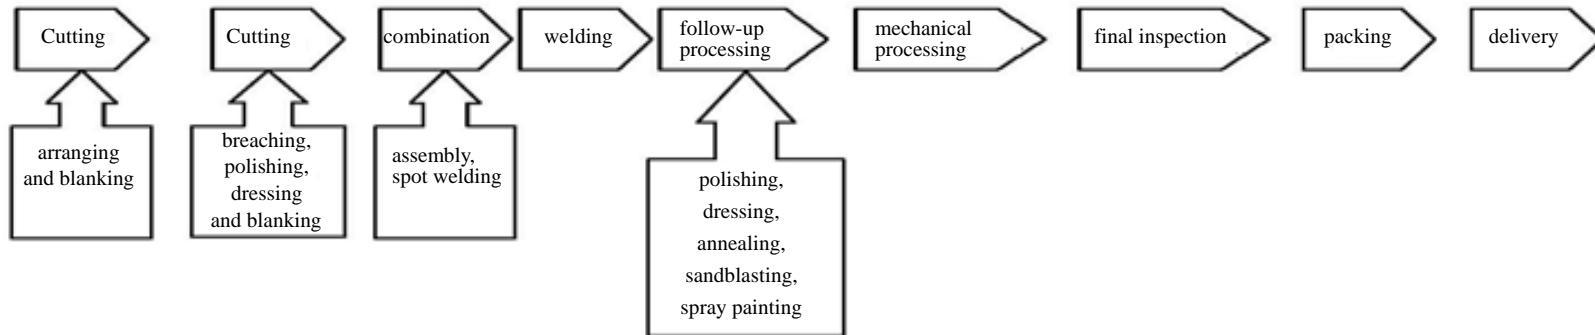 Cutting
Cutting
combination
welding
follow-up
processing
mechanical
processing
final inspection
packing
delivery
arranging
and blanking
breaching,
polishing,
dressing
and blanking
assembly,
spot welding
polishing,
dressing,
annealing,
sandblasting,
spray painting